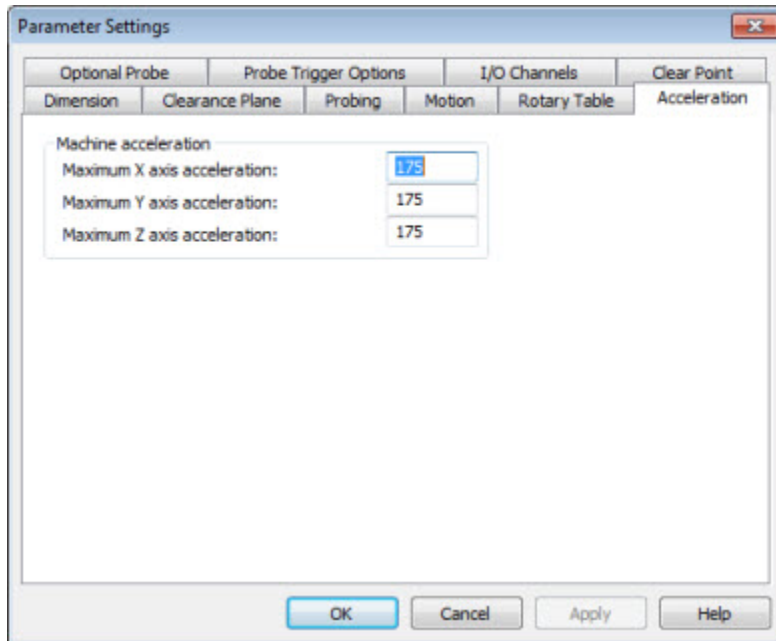 Parameter Settings
Optional Probe Probe Trigger Options I/O Channels Clear Point
Dimension Clearance Plane Probing Motion Rotary Table Acceleration
Machine acceleration
Maximum X axis acceleration: 175
Maximum Y axis acceleration: 175
Maximum Z axis acceleration: 175
OK Cancel Apply Help